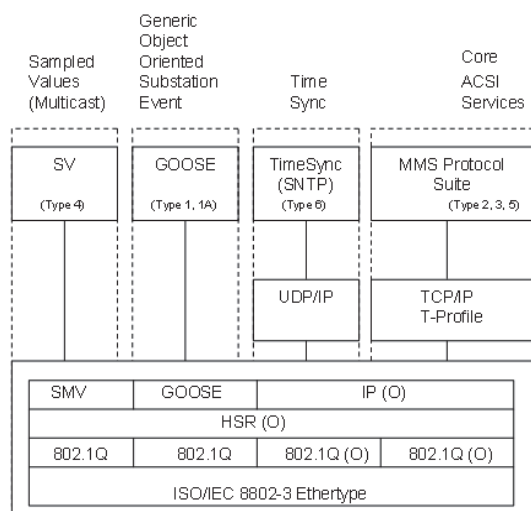 Sampled
Values
(Multicast)
Generic
Object
Oriented
Substation
Event
Time
Sync
Core
ACSI
Services
SV
(Type 4)
GOOSE
(Type 1, 1A)
TimeSync
(SNTP)
(Type 6)
MMS Protocol
Suite
(Type 2, 3, 5)
UDP/IP
TCP/IP
T-Profile
SMV
GOOSE
IP (O)
HSR (O)
802.1Q
802.1Q
802.1Q (O)
802.1Q (O)
ISO/IEC 8802-3 Ethertype